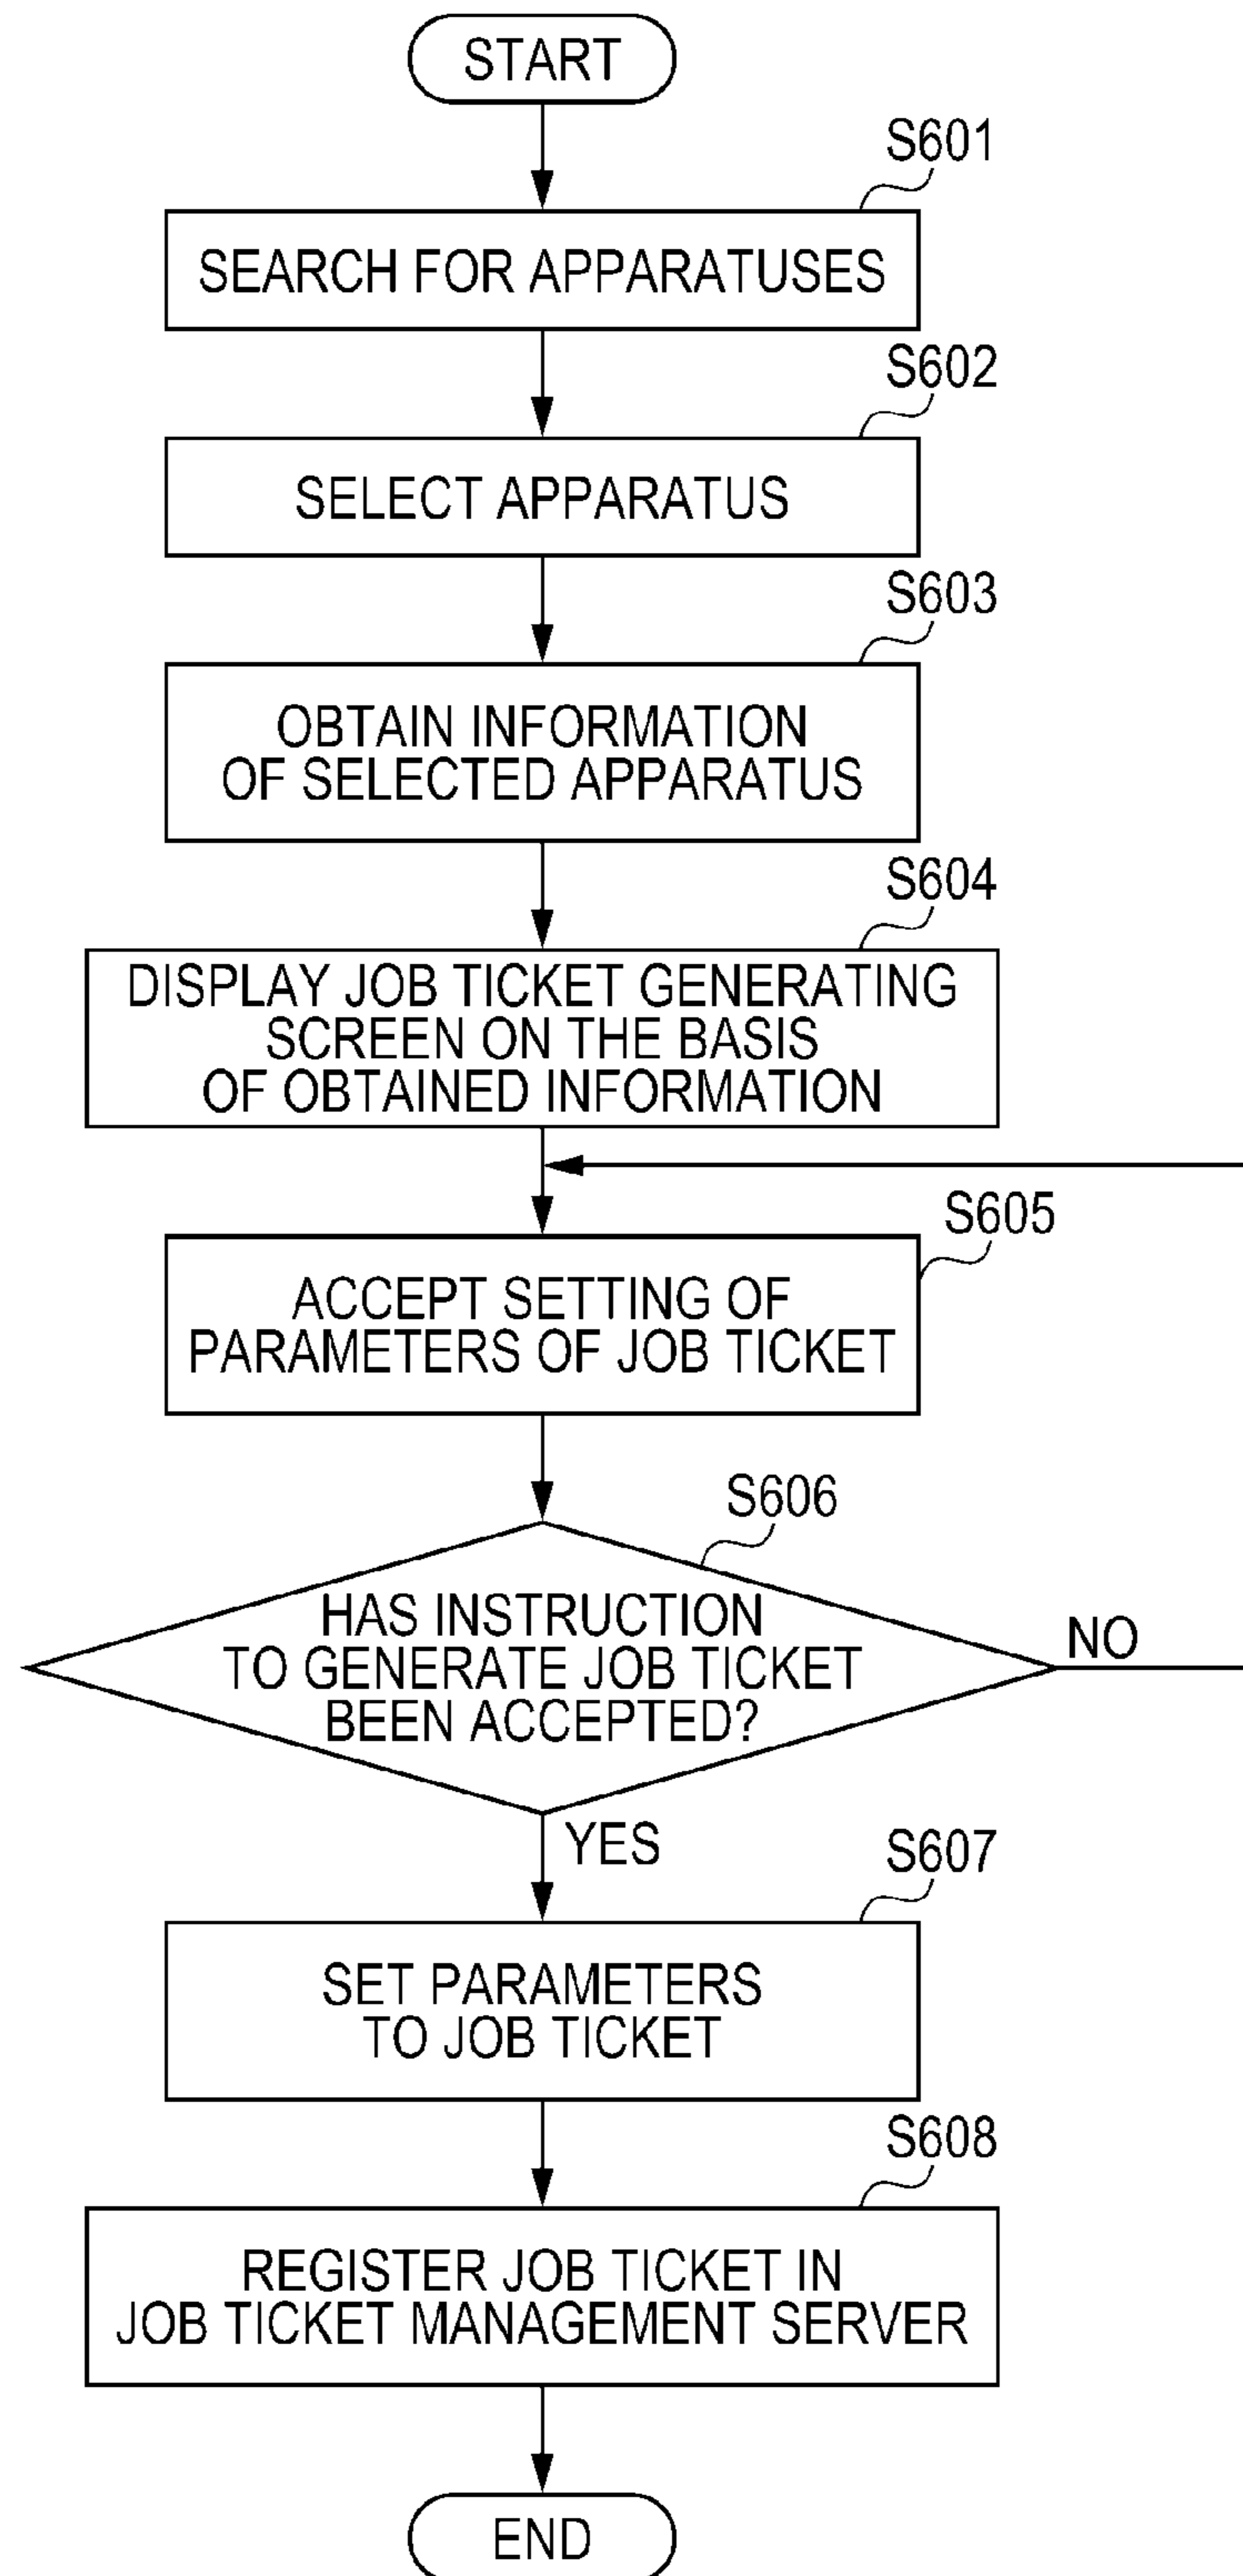 START
S601
SEARCH FOR APPARATUSES
S602
SELECT APPARATUS
S603
OBTAIN INFORMATION
OF SELECTED APPARATUS
S604
DISPLAY JOB TICKET GENERATING
SCREEN ON THE BASIS
OF OBTAINED INFORMATION
S605
ACCEPT SETTING OF
PARAMETERS OF JOB TICKET
S606
HAS INSTRUCTION
TO GENERATE JOB TICKET
BEEN ACCEPTED?
NO
YES
S607
SET PARAMETERS
TO JOB TICKET
S608
REGISTER JOB TICKET IN
JOB TICKET MANAGEMENT SERVER
END